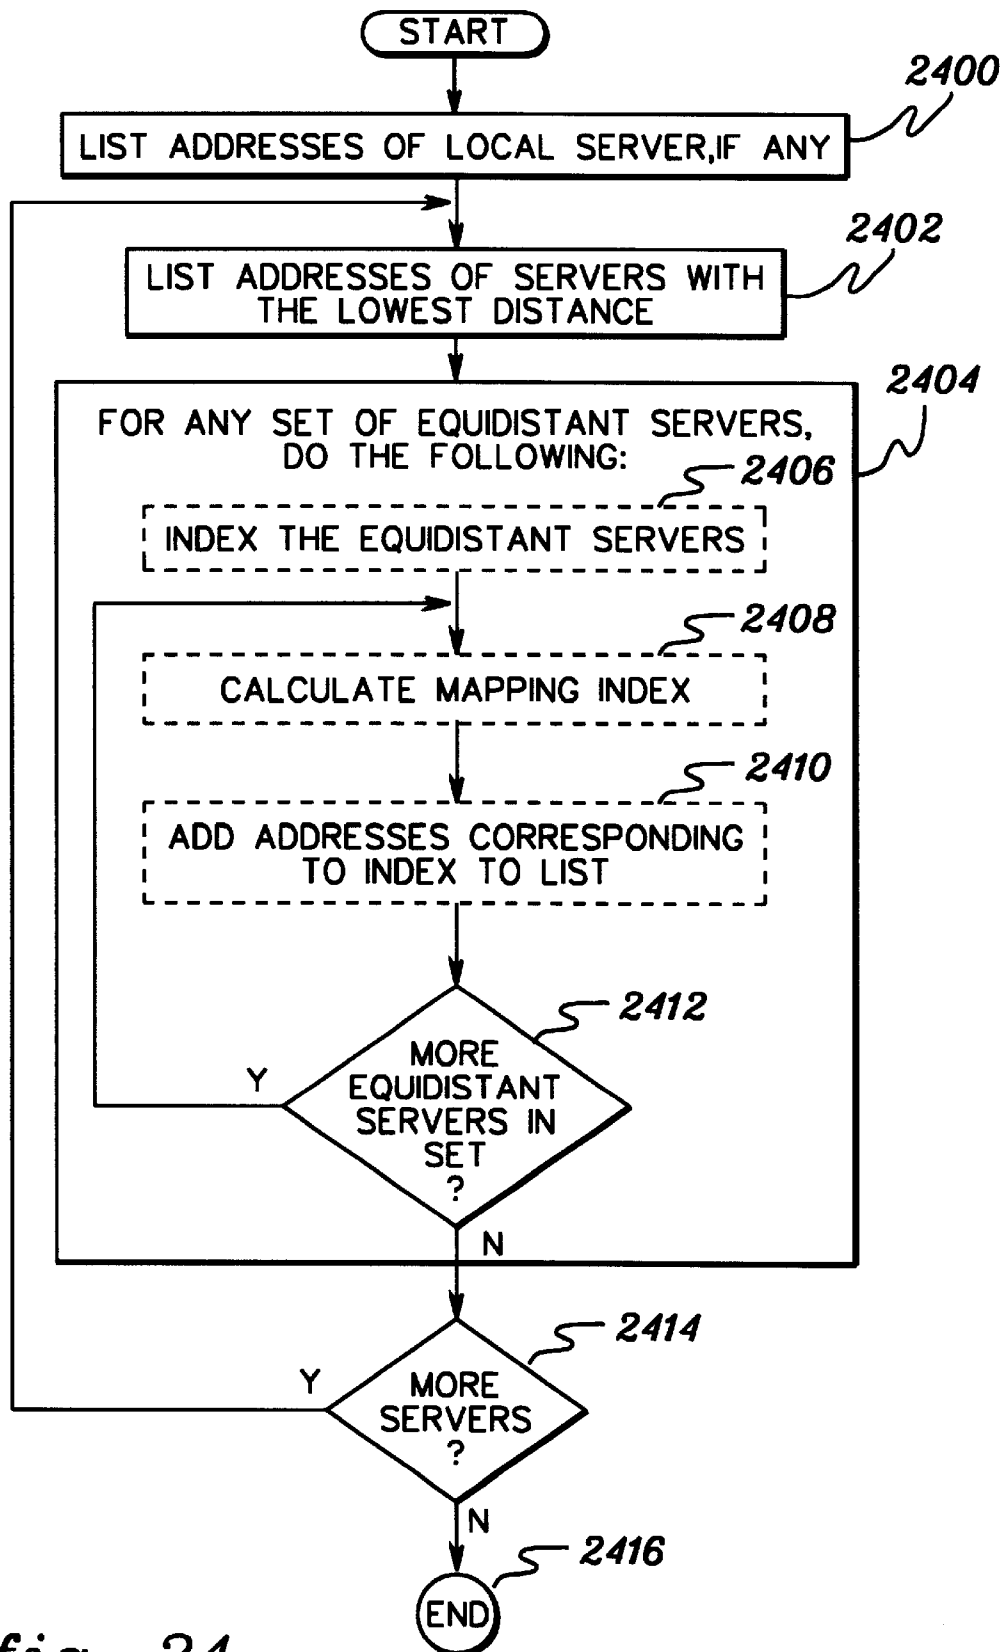 START
2400
LIST ADDRESSES OF LOCAL SERVER,IF ANY
2402
LIST ADDRESSES OF SERVERS WITH
THE LOWEST DISTANCE
2404
FOR ANY SET OF EQUIDISTANT SERVERS,
DO THE FOLLOWING:
2406
INDEX THE EQUIDISTANT SERVERS
2408
CALCULATE MAPPING INDEX
2410
ADD ADDRESSES CORRESPONDING
TO INDEX TO LIST
2412
MORE
EQUIDISTANT
SERVERS IN
SET
?
Y
N
2414
MORE
SERVERS
?
Y
N
2416
END
fig. 24